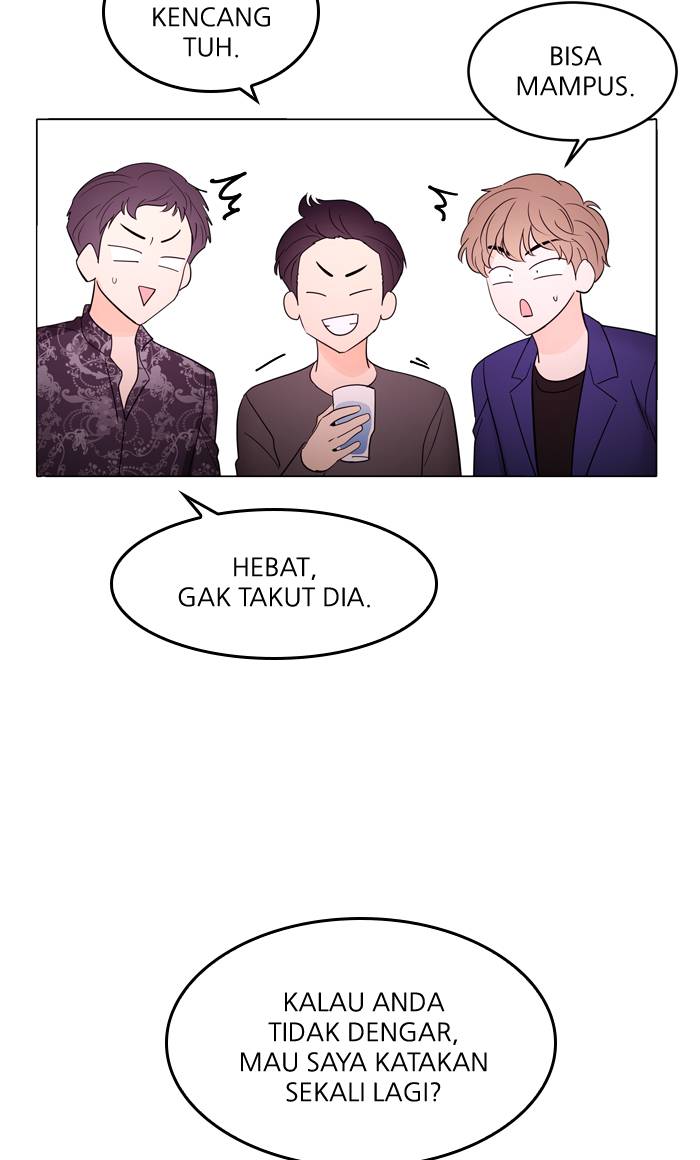 KENCANG
TUH.
BISA
MAMPUS.
HEBAT,
GAK TAKUT DIA.
KALAU ANDA
TIDAK DENGAR,
MAU SAYA KATAKAN
SEKALI LAGI?